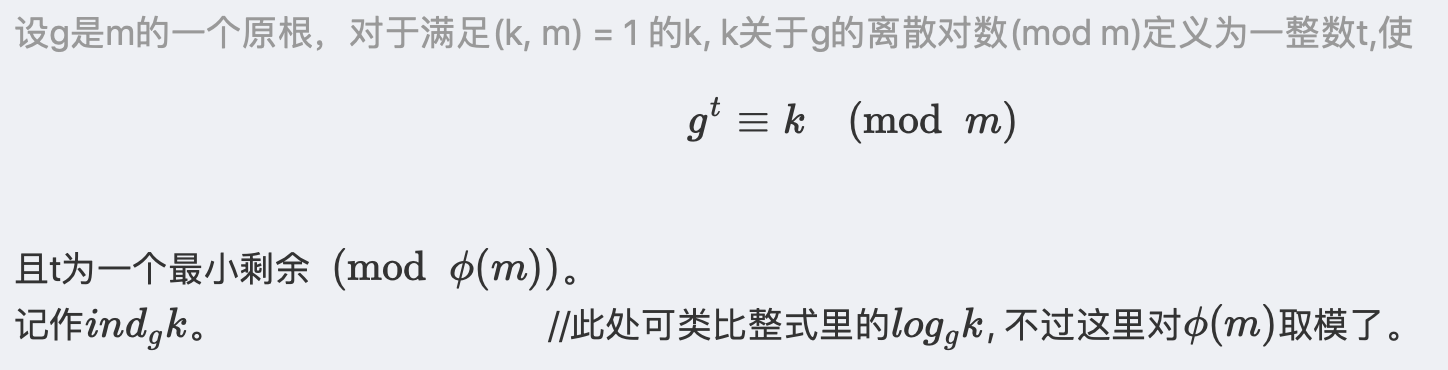 设g是m的一个原根，对于满足(k, m) = 1 的k, k关于g的离散对数(mod m)定义为一整数t,使
$g^t \equiv k \pmod{m}$
且t为一个最小剩余 $\pmod{\phi(m)}$。
记作$ind_g k$。 //此处可类比整式里的$log_g k$, 不过这里对$\phi(m)$取模了。